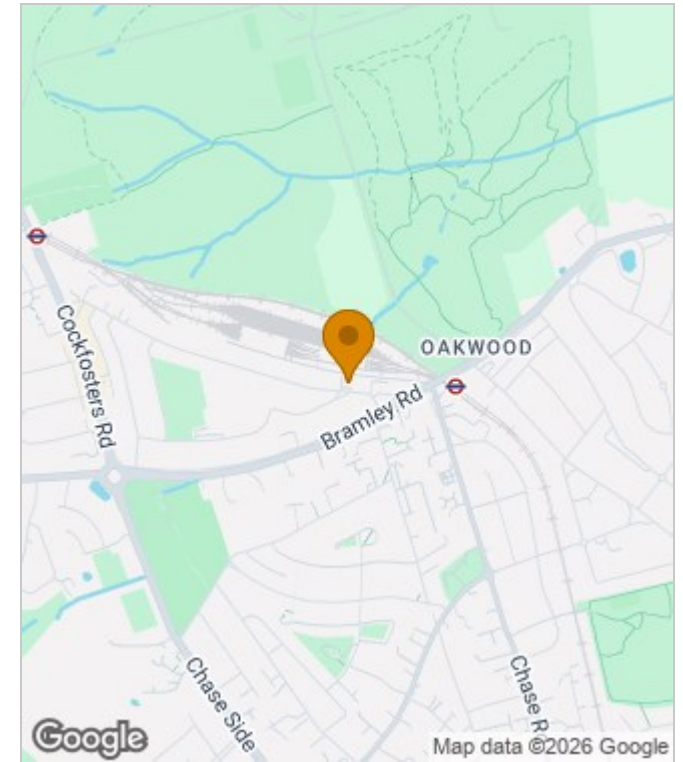 OAKWOOD
Cockfosters Rd
Bramley Rd
Chase Side
Chase R
Google
Map data ©2026 Google